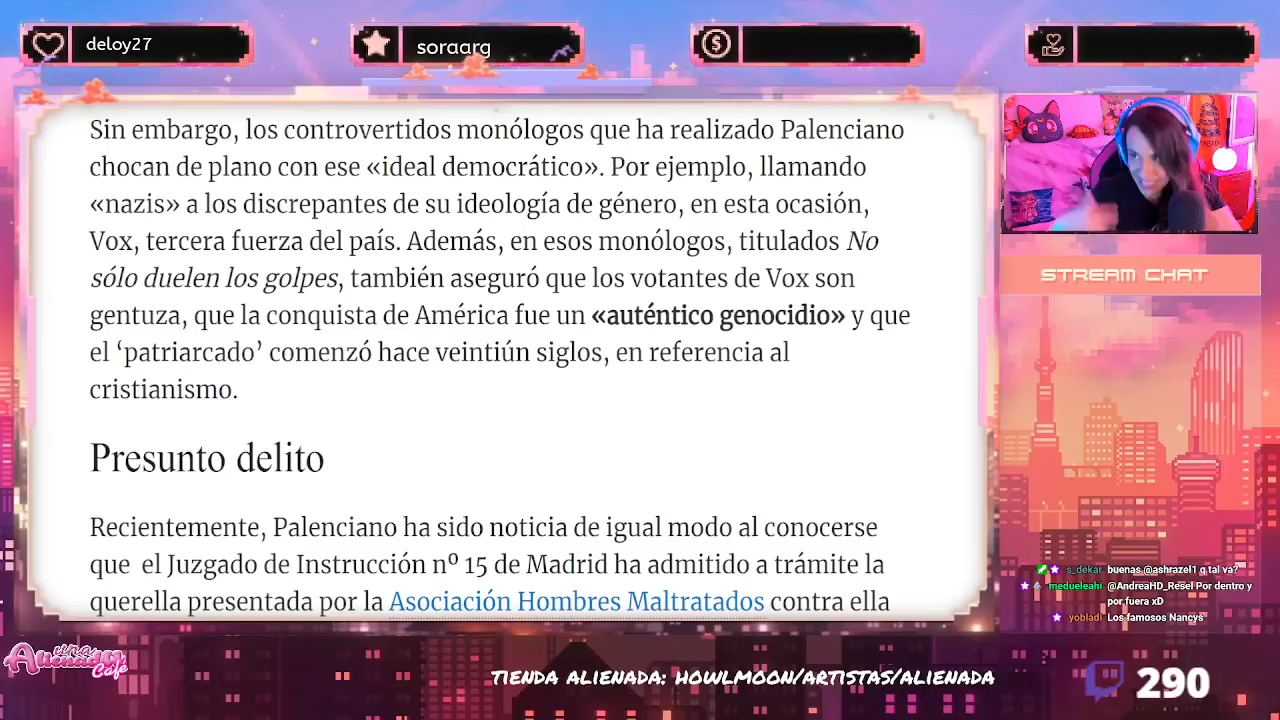 deloy27
soraarg
Sin embargo, los controvertidos monólogos que ha realizado Palenciano
chocan de plano con ese «ideal democrático». Por ejemplo, llamando
«nazis» a los discrepantes de su ideología de género, en esta ocasión,
Vox, tercera fuerza del país. Además, en esos monólogos, titulados No
sólo duelen los golpes, también aseguró que los votantes de Vox son
gentuza, que la conquista de América fue un «auténtico genocidio» y que
el ‘patriarcado’ comenzó hace veintiún siglos, en referencia al
cristianismo.
Presunto delito
Recientemente, Palenciano ha sido noticia de igual modo al conocerse
que el Juzgado de Instrucción nº 15 de Madrid ha admitido a trámite la
querella presentada por la Asociación Hombres Maltratados contra ella
STREAM CHAT
s_dekar buenas @ashrazel1 q tal va?
medueleahi @AndreaHD_Resel Por dentro y
por fuera xD
yobladi Los famosos Nancys
una
Alienada
Cafe
TIENDA ALIENADA: HOWLMOON/ARTISTAS/ALIENADA
290